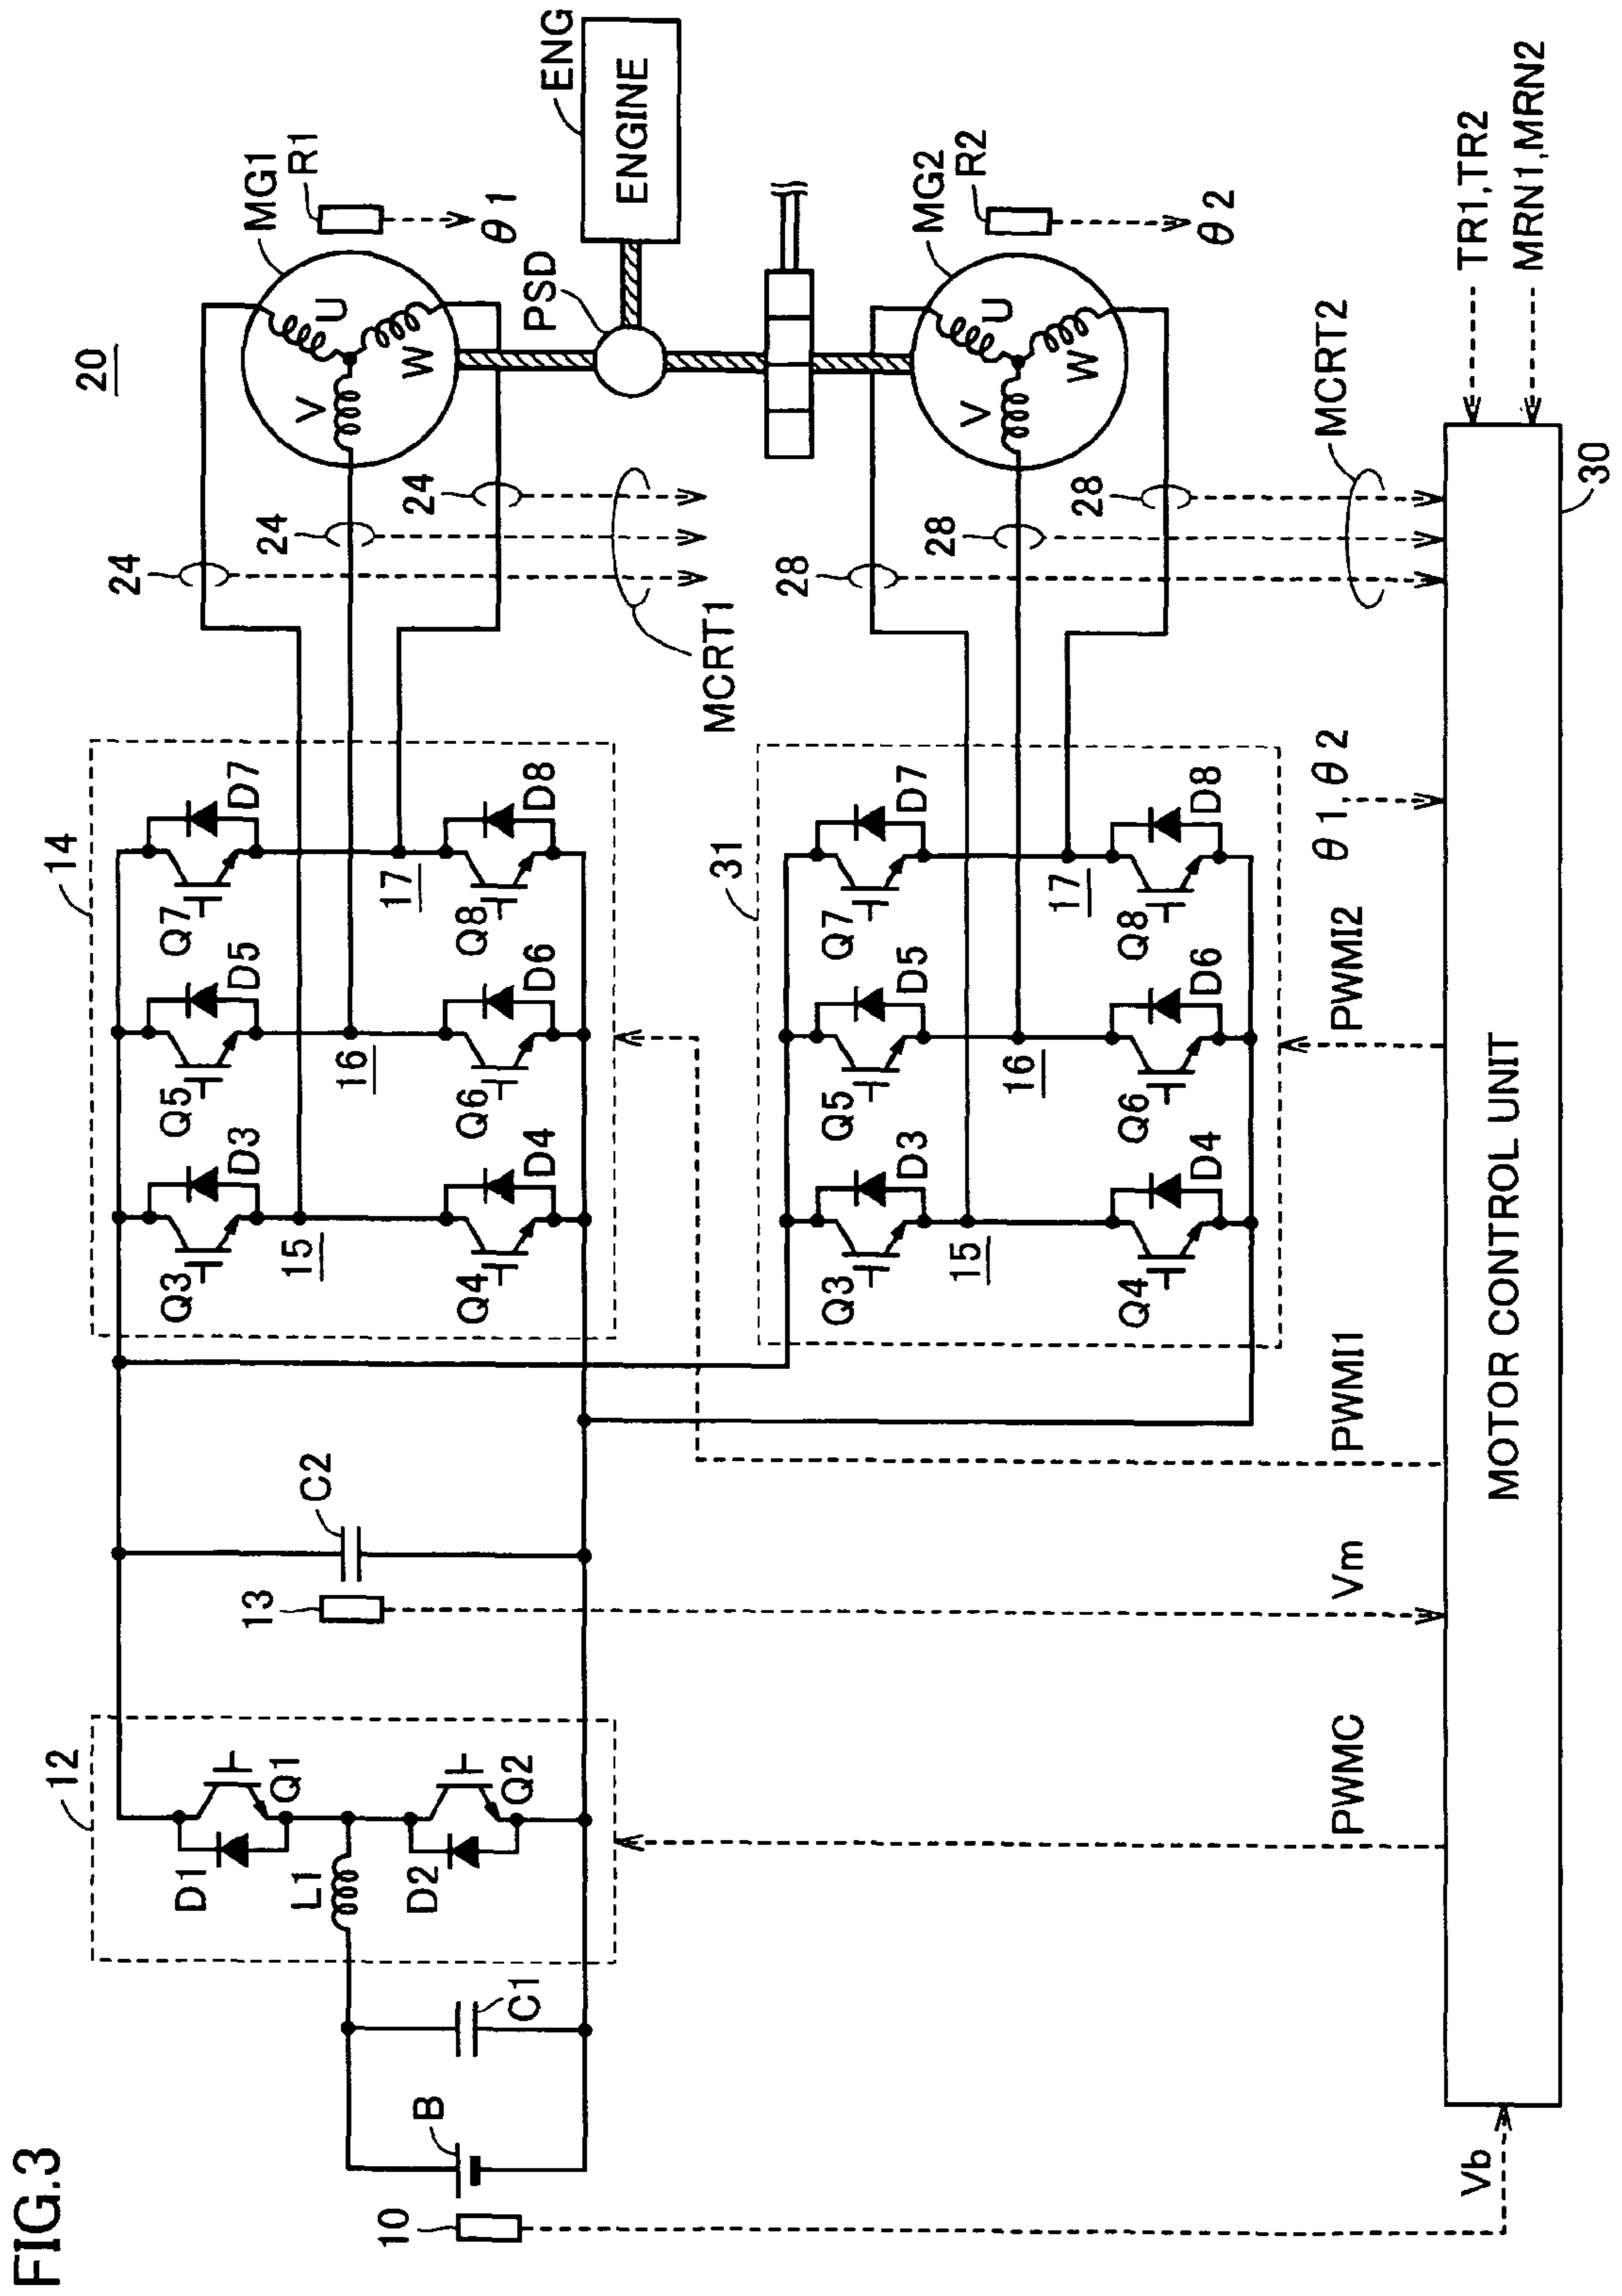 FIG.3
20
12
D1
Q1
L1
D2
Q2
C1
B
10
Vb
13
C2
14
Q3
D3
Q5
D5
Q7
D7
15
16
17
Q4
D4
Q6
D6
Q8
D8
24
24
24
MCRT1
MG1
U
V
W
R1
θ1
ENG
ENGINE
PSD
31
Q3
D3
Q5
D5
Q7
D7
15
16
17
Q4
D4
Q6
D6
Q8
D8
28
28
28
MCRT2
MG2
U
V
W
R2
θ2
PWMC
Vm
PWMI1
PWMI2
θ1,θ2
TR1,TR2
MRN1,MRN2
MOTOR CONTROL UNIT
30